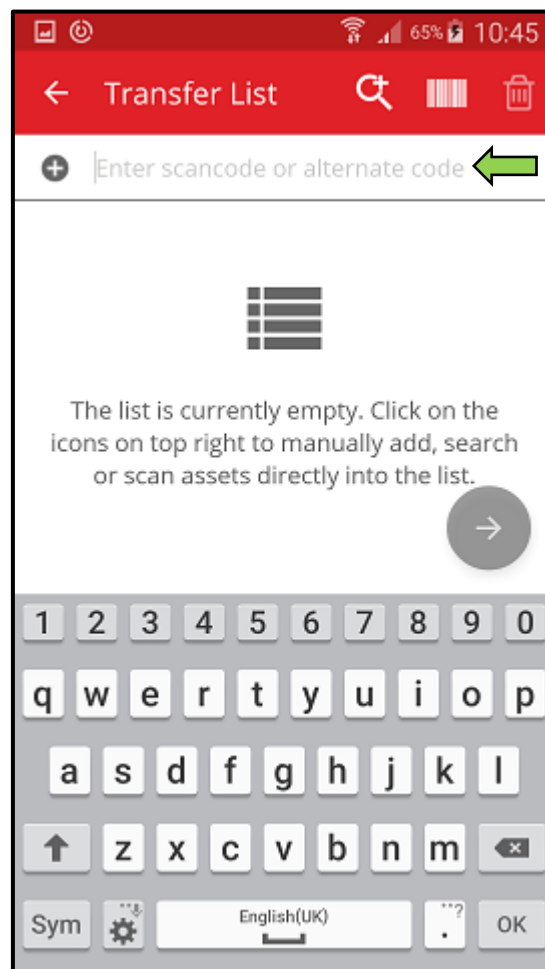 65% 10:45
Transfer List
Enter scancode or alternate code
The list is currently empty. Click on the
icons on top right to manually add, search
or scan assets directly into the list.
1 2 3 4 5 6 7 8 9 0
q w e r t y u i o p
a s d f g h j k l
z x c v b n m
Sym English(UK) . ,,? OK